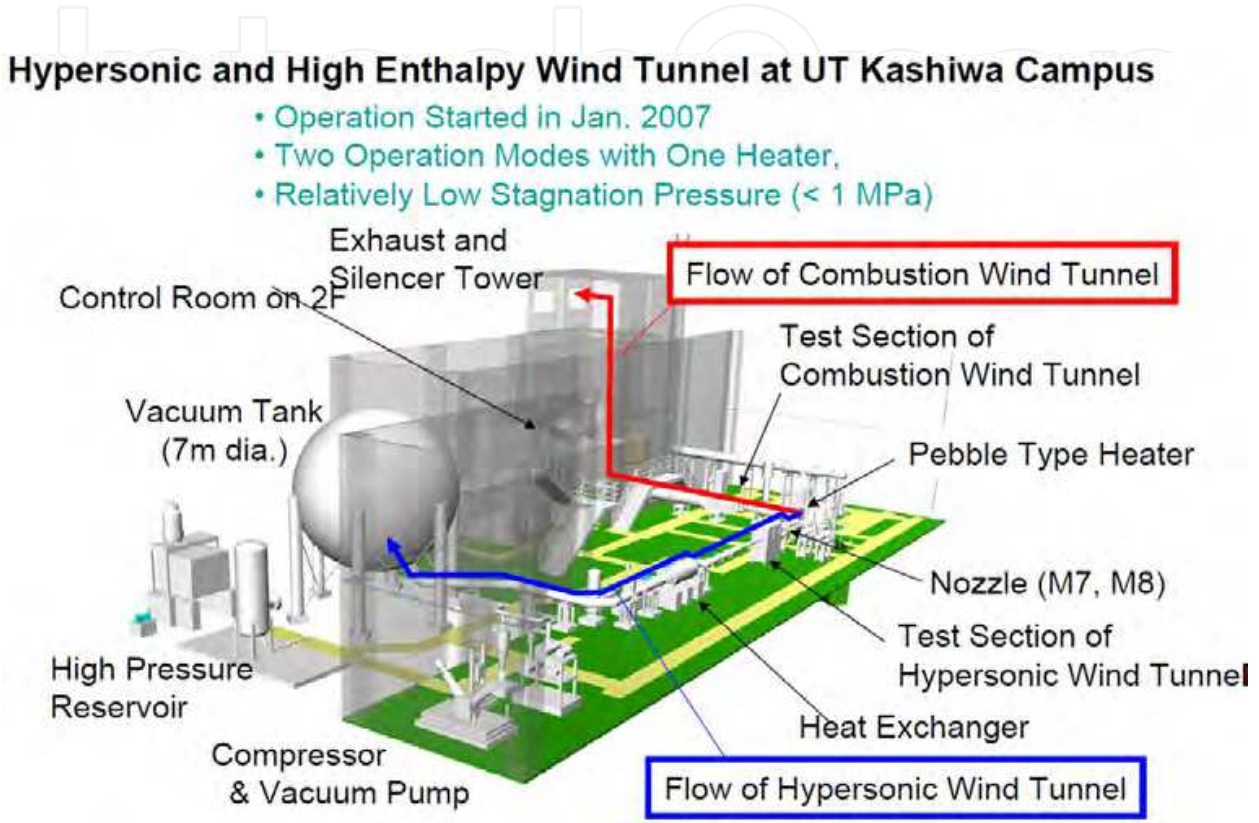 Hypersonic and High Enthalpy Wind Tunnel at UT Kashiwa Campus
• Operation Started in Jan. 2007
• Two Operation Modes with One Heater,
• Relatively Low Stagnation Pressure (< 1 MPa)
Exhaust and
Silencer Tower
Flow of Combustion Wind Tunnel
Control Room on 2F
Test Section of
Combustion Wind Tunnel
Vacuum Tank
(7m dia.)
Pebble Type Heater
Nozzle (M7, M8)
Test Section of
Hypersonic Wind Tunnel
High Pressure
Reservoir
Heat Exchanger
Compressor
& Vacuum Pump
Flow of Hypersonic Wind Tunnel